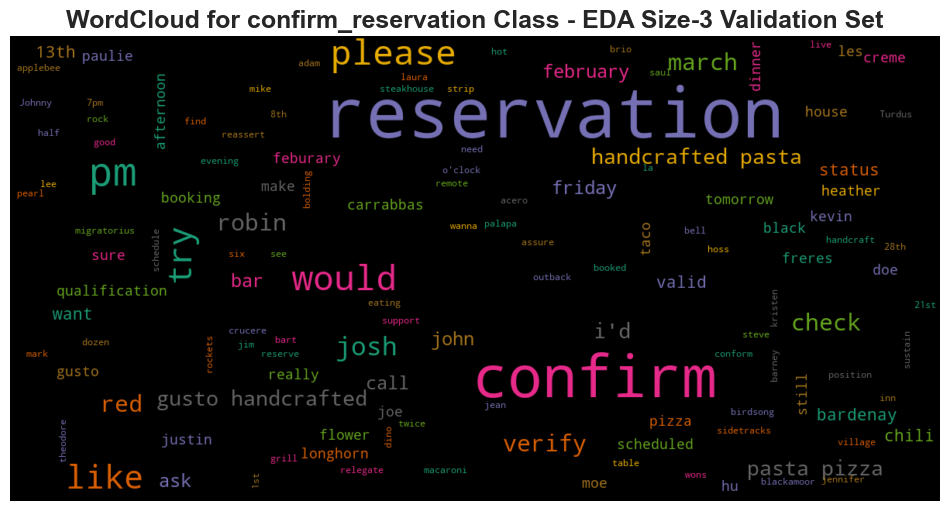 WordCloud for confirm_reservation Class - EDA Size-3 Validation Set
13th paulie adam please hot brio saul march dinner live les creme
applebee laura steakhouse strip february
Johnny 7pm afternoon mike reservation house Turdus
half rock find 8th
good reassert need handcrafted pasta
pm evening feburary o'clock la status
pearl lee booking make bolding remote friday heather
carrabbas acero tomorrow kevin
migratorius schedule robin wanna palapa taco bell black handcraft
sure try six see assure hoss freres 28th
bar would outback booked valid doe
qualification eating kristen 21st
want crucere support i'd check
rockets jim bart josh john steve sustain
mark dozen reserve conform barney
gusto really call confirm position
red gusto handcrafted joe jean still inn
theodore justin flower twice birdsong bardenay
longhorn dino verify pizza sidetracks village chili
grill scheduled
like ask 1st relegate macaroni table wons pasta pizza
moe hu blackamoor jennifer